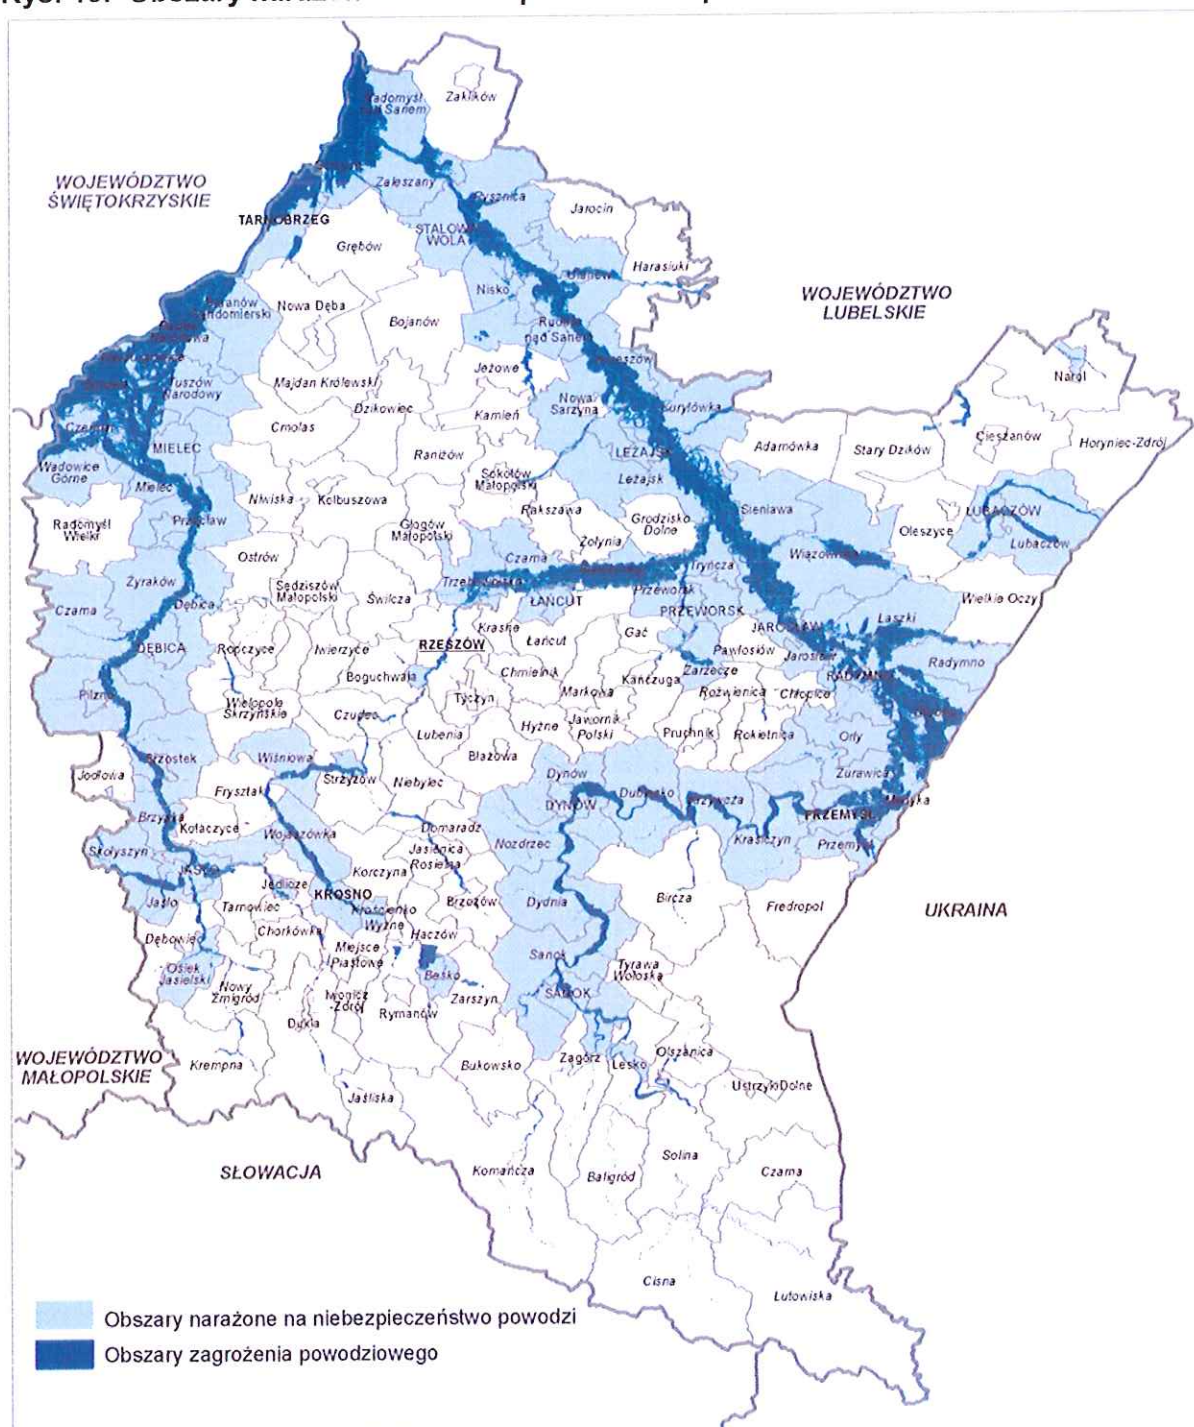 Zaklików
Radomyśl
nad Sanem
WOJEWÓDZTWO
ŚWIĘTOKRZYSKIE
Zaleszany
Pysznica
Jarocin
TARNOBRZEG
STALOWA
WOLA
Grębów
Harasiuki
Ulanów
Nisko
WOJEWÓDZTWO
LUBELSKIE
Baranów
Sandomierski
Nowa Dęba
Bojanów
Rudnik
nad Sanem
Krzeszów
Narol
Jeżowe
Tuszów
Narodowy
Majdan Królewski
Nowa
Sarzyna
Kuryłówka
Dzikowiec
Kamień
Czermin
Cmolas
Adamówka
Stary Dzików
Cieszanów
Horyniec-Zdrój
MIELEC
Raniżów
LEŻAJSK
Wadowice
Górne
Mielec
Sokołów
Małopolski
Leżajsk
Niwiska
Kolbuszowa
Rakszawa
Sieniawa
LUBACZÓW
Radomyśl
Wielki
Przecław
Głogów
Małopolski
Grodzisko
Dolne
Oleszyce
Lubaczów
Żołynia
Ostrów
Czarna
Wiązownica
Tryńcza
Żyraków
Sędziszów
Małopolski
Trzebownisko
Przeworsk
Czarna
Dębica
Świlcza
ŁAŃCUT
PRZEWORSK
Wielkie Oczy
Laszki
Krasne
Gać
JAROSŁAW
DĘBICA
Ropczyce
Iwierzyce
RZESZÓW
Łańcut
Pawłosiów
Jarosław
Radymno
Boguchwała
Chmielnik
Kańczuga
Zarzecze
RADYMNO
Pilzno
Tyczyn
Markowa
Roźwienica
Chłopice
Wielopole
Skrzyńskie
Czudec
Lubenia
Hyżne
Jawornik
Polski
Pruchnik
Rokietnica
Orły
Błażowa
Brzostek
Wiśniowa
Jodłowa
Strzyżów
Niebylec
Dynów
Dubiecko
Krzywcza
Żurawica
Frysztak
DYNÓW
Medyka
Brzyska
Kołaczyce
Wojaszówka
Domaradz
PRZEMYŚL
Skołyszyn
Jasienica
Rosielna
Nozdrzec
Krasiczyn
Przemyśl
JASŁO
Korczyna
Jedlicze
KROSNO
Brzozów
Dydnia
Bircza
Fredropol
UKRAINA
Jasło
Tarnowiec
Krościenko
Wyżne
Chorkówka
Haczów
Dębowiec
Miejsce
Piastowe
Sanok
Tyrawa
Wołoska
Osiek
Jasielski
Besko
Nowy
Żmigród
Iwonicz
-Zdrój
Zarszyn
SANOK
Dukla
Rymanów
WOJEWÓDZTWO
MAŁOPOLSKIE
Krempna
Bukowsko
Zagórz
Lesko
Olszanica
Ustrzyki Dolne
Jaśliska
SŁOWACJA
Komańcza
Baligród
Solina
Czarna
Cisna
Lutowiska
Obszary narażone na niebezpieczeństwo powodzi
Obszary zagrożenia powodziowego